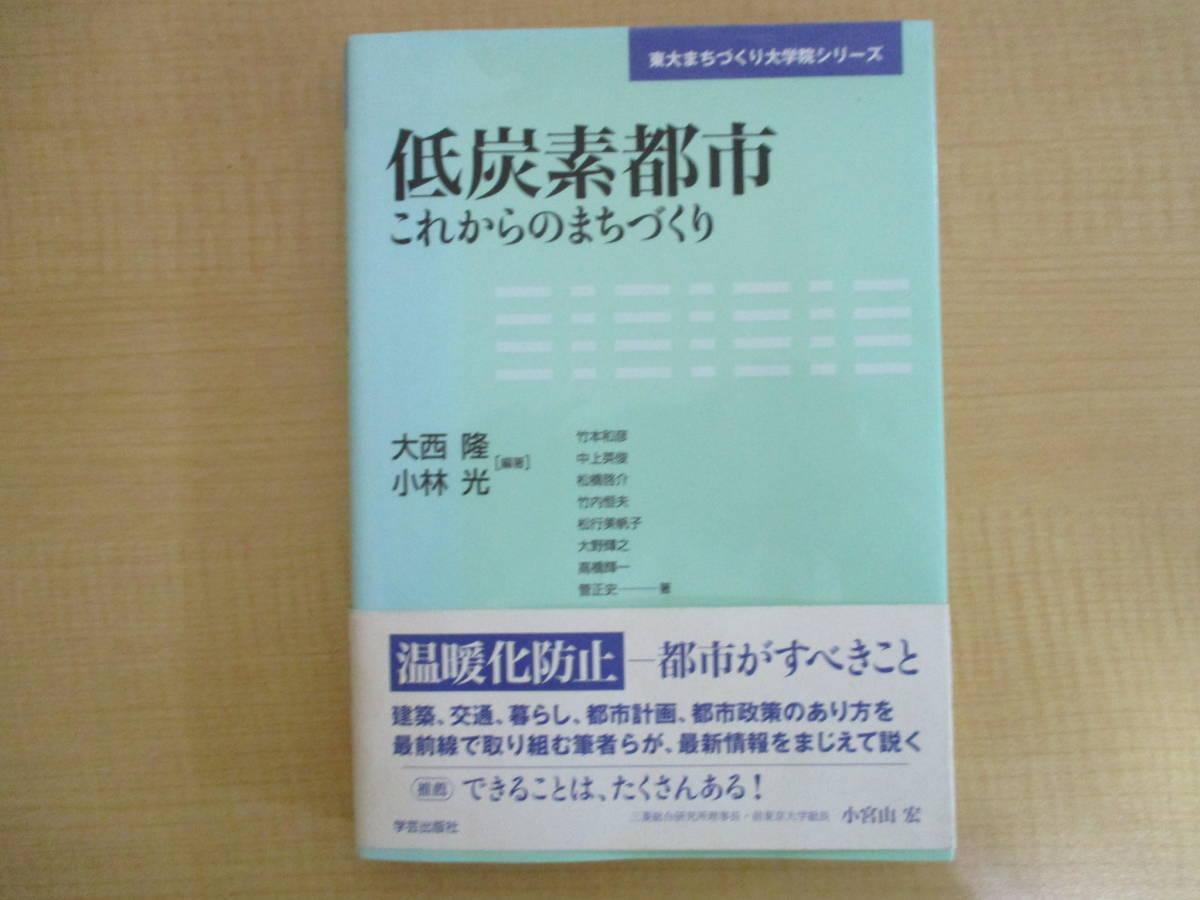 東大まちづくり大学院シリーズ
低炭素都市
これからのまちづくり
大西 隆
小林 光
[編著]
竹本和彦
中上英俊
松橋啓介
竹内恒夫
松行美帆子
大野輝之
高橋輝一
菅正史――著
温暖化防止―都市がすべきこと
建築、交通、暮らし、都市計画、都市政策のあり方を
最前線で取り組む筆者らが、最新情報をまじえて説く
推薦 できることは、たくさんある！
三菱総合研究所理事長・前東京大学総長 小宮山 宏
学芸出版社